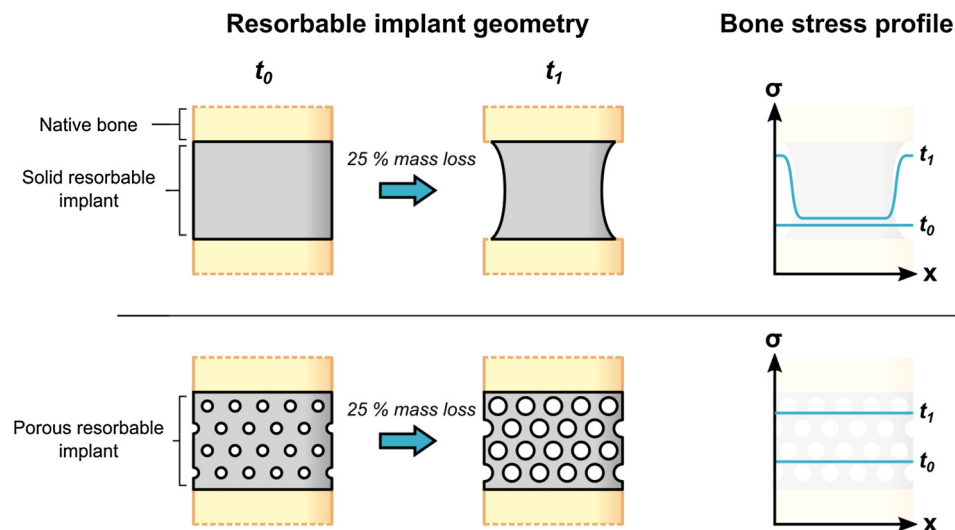 Resorbable implant geometry
Bone stress profile
t0
t1
σ
Native bone
25 % mass loss
Solid resorbable
implant
t1
t0
x
σ
25 % mass loss
Porous resorbable
implant
t1
t0
x